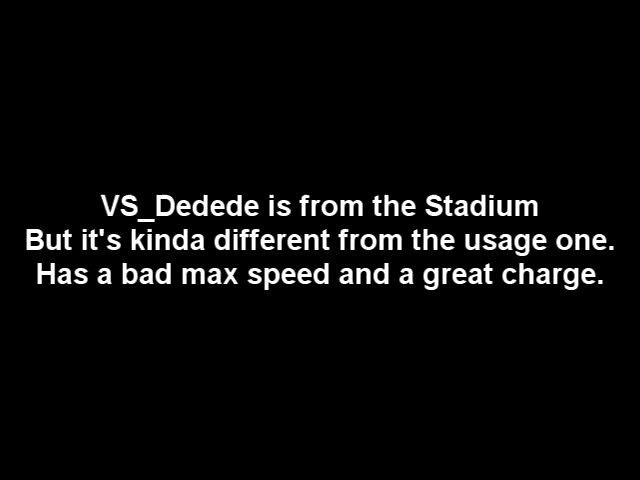 VS_Dedede is from the Stadium
But it's kinda different from the usage one.
Has a bad max speed and a great charge.